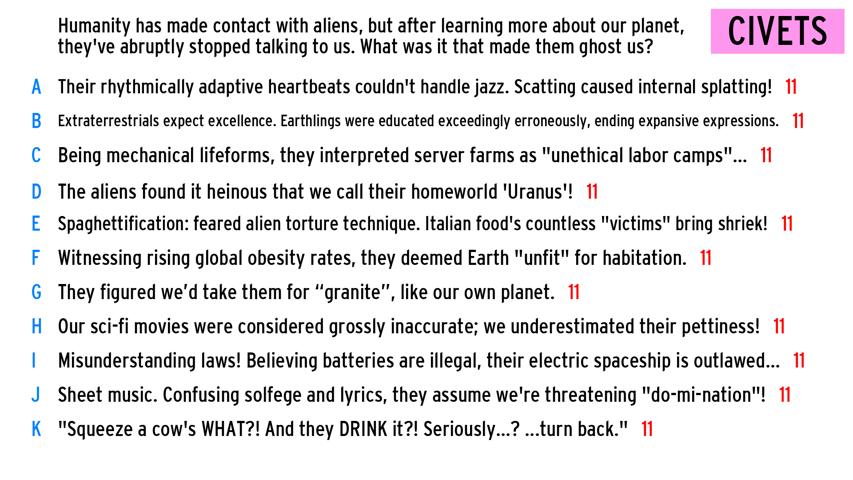 Humanity has made contact with aliens, but after learning more about our planet,
they've abruptly stopped talking to us. What was it that made them ghost us?
CIVETS
A Their rhythmically adaptive heartbeats couldn't handle jazz. Scatting caused internal splatting! 11
B Extraterrestrials expect excellence. Earthlings were educated exceedingly erroneously, ending expansive expressions. 11
C Being mechanical lifeforms, they interpreted server farms as "unethical labor camps"... 11
D The aliens found it heinous that we call their homeworld 'Uranus'! 11
E Spaghettification: feared alien torture technique. Italian food's countless "victims" bring shriek! 11
F Witnessing rising global obesity rates, they deemed Earth "unfit" for habitation. 11
G They figured we’d take them for “granite”, like our own planet. 11
H Our sci-fi movies were considered grossly inaccurate; we underestimated their pettiness! 11
I Misunderstanding laws! Believing batteries are illegal, their electric spaceship is outlawed... 11
J Sheet music. Confusing solfege and lyrics, they assume we're threatening "do-mi-nation"! 11
K "Squeeze a cow's WHAT?! And they DRINK it?! Seriously...? ...turn back." 11